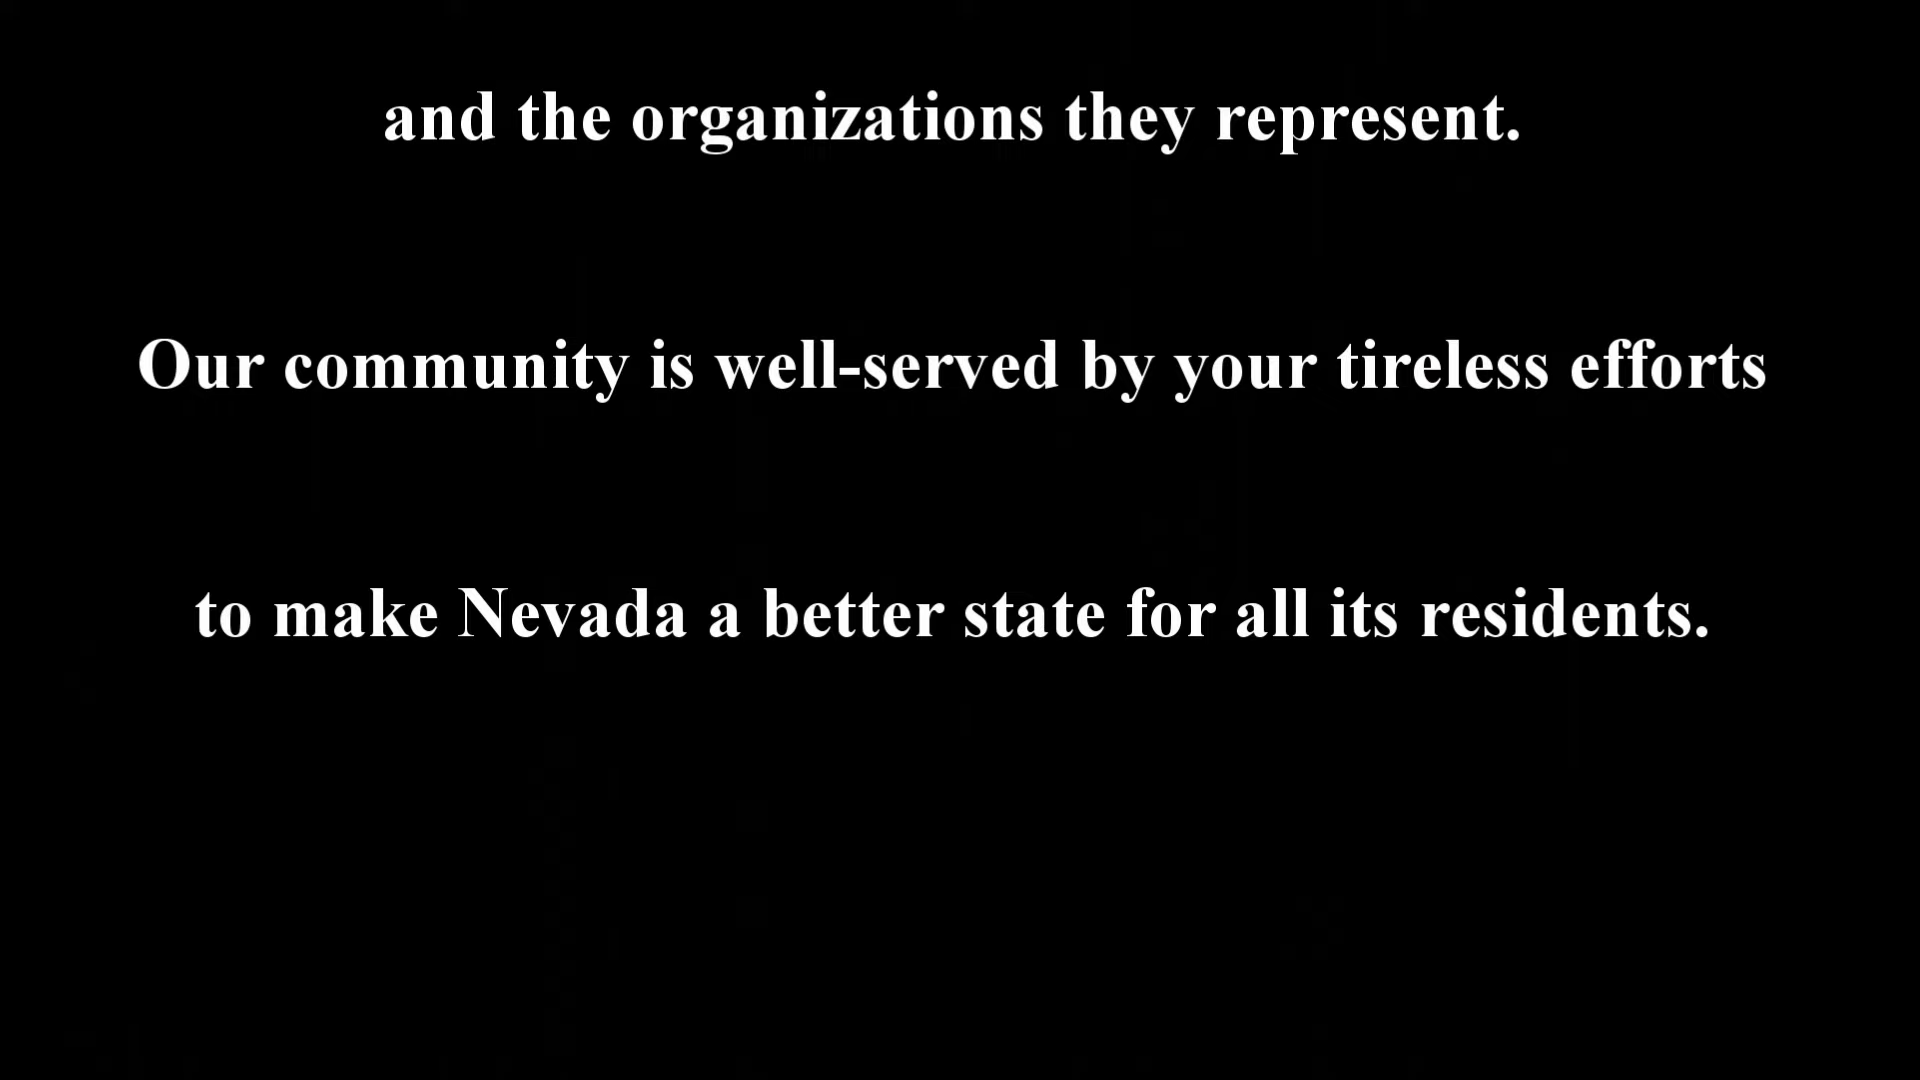 and the organizations they represent.
Our community is well-served by your tireless efforts
to make Nevada a better state for all its residents.